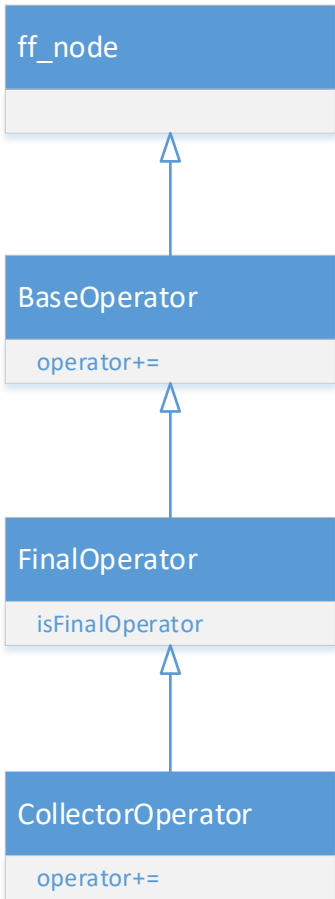 ff_node
BaseOperator
operator+=
FinalOperator
isFinalOperator
CollectorOperator
operator+=